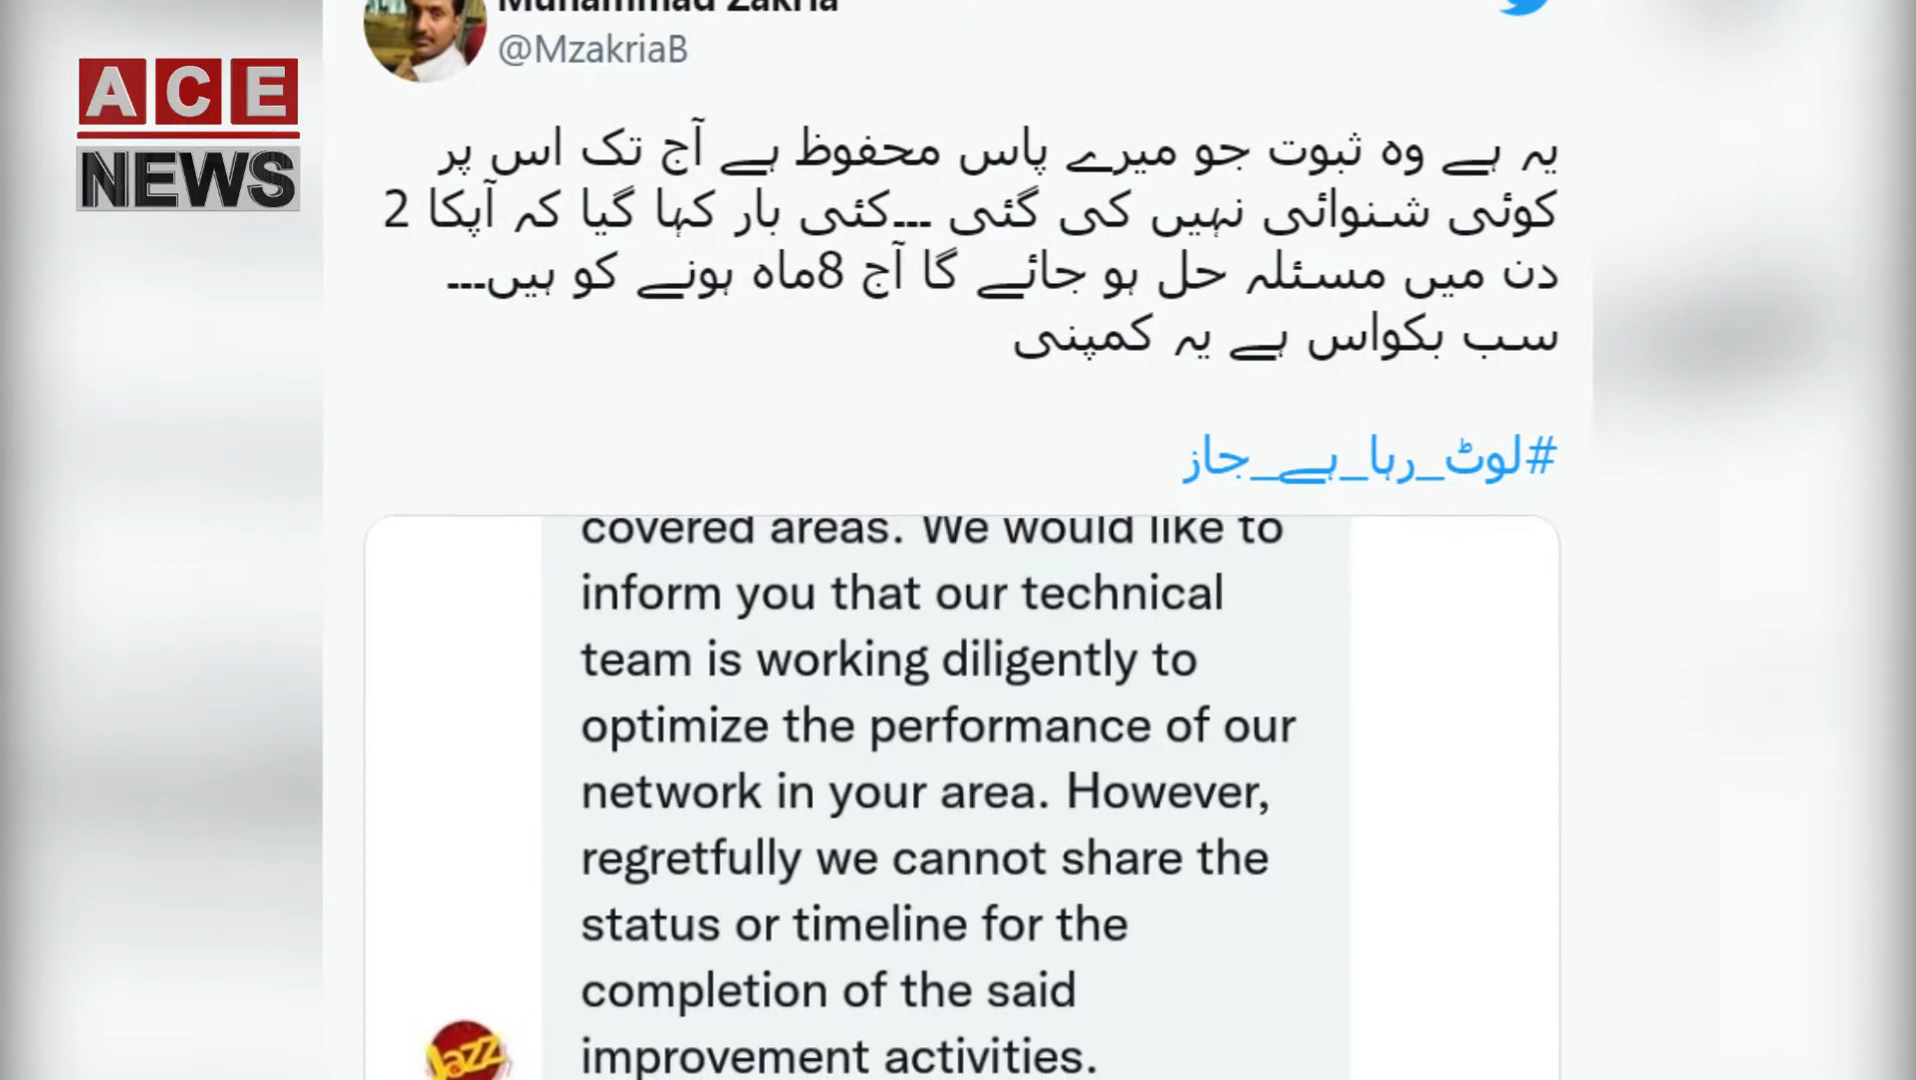 ACE
NEWS
Muhammad Zakria
@MzakriaB
یہ ہے وہ ثبوت جو میرے پاس محفوظ ہے آج تک اس پر
کوئی شنوائی نہیں کی گئی ---کئی بار کہا گیا کہ آپکا 2
دن میں مسئلہ حل ہو جائے گا آج 8ماہ ہونے کو ہیں---
سب بکواس ہے یہ کمپنی
#لوٹ_رہا_ہے_جاز
covered areas. We would like to
inform you that our technical
team is working diligently to
optimize the performance of our
network in your area. However,
regretfully we cannot share the
status or timeline for the
completion of the said
improvement activities.
Jazz